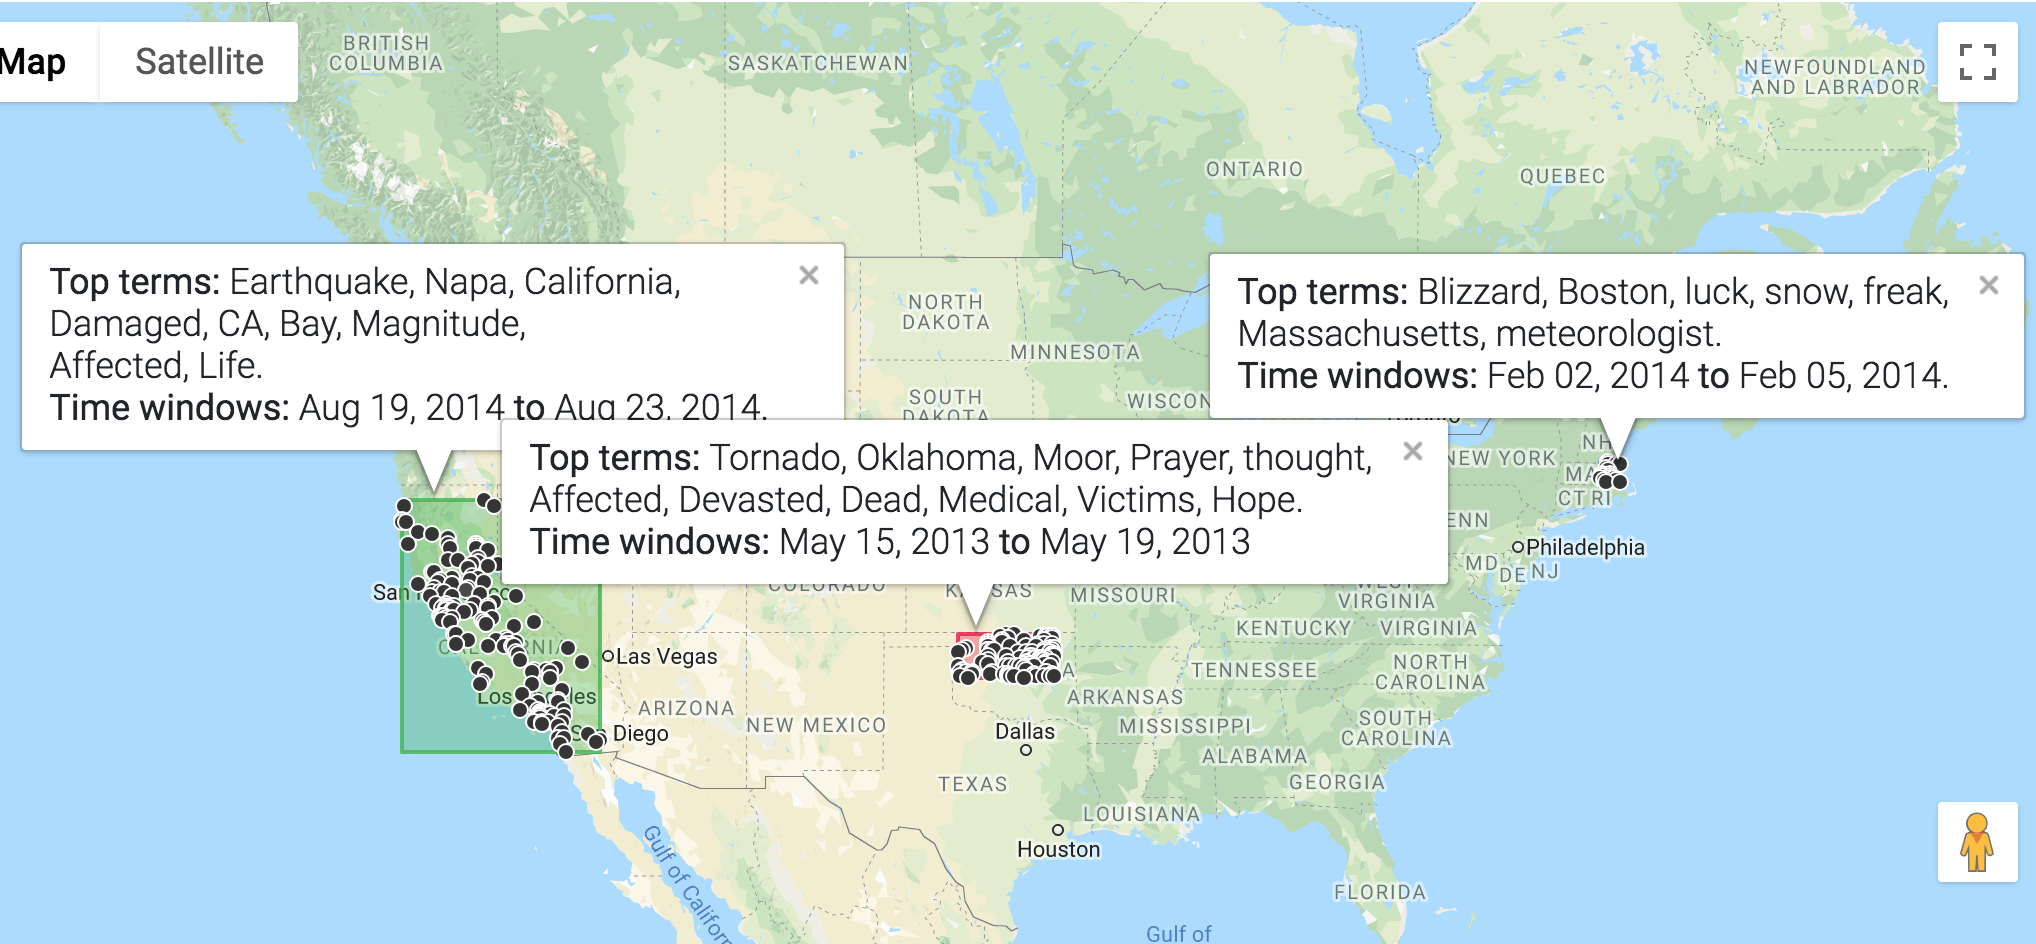 Map
Satellite
BRITISH
COLUMBIA
SASKATCHEWAN
NEWFOUNDLAND
AND LABRADOR
ONTARIO
QUEBEC
Top terms: Earthquake, Napa, California,
Damaged, CA, Bay, Magnitude,
Affected, Life.
Time windows: Aug 19, 2014 to Aug 23, 2014.
Top terms: Blizzard, Boston, luck, snow, freak,
Massachusetts, meteorologist.
Time windows: Feb 02, 2014 to Feb 05, 2014.
NORTH
DAKOTA
MINNESOTA
SOUTH
DAKOTA
WISCON
Top terms: Tornado, Oklahoma, Moor, Prayer, thought,
Affected, Devasted, Dead, Medical, Victims, Hope.
Time windows: May 15, 2013 to May 19, 2013
NH
NEW YORK
MA
CT RI
ENN
Philadelphia
MD
DE NJ
COLORADO
KANSAS
MISSOURI
WEST
VIRGINIA
KENTUCKY
VIRGINIA
San
Las Vegas
TENNESSEE
NORTH
CAROLINA
Los
les
ARIZONA
NEW MEXICO
ARKANSAS
MISSISSIPPI
SOUTH
CAROLINA
Diego
Dallas
ALABAMA
TEXAS
GEORGIA
LOUISIANA
Houston
Gulf of Californ
FLORIDA
Gulf of